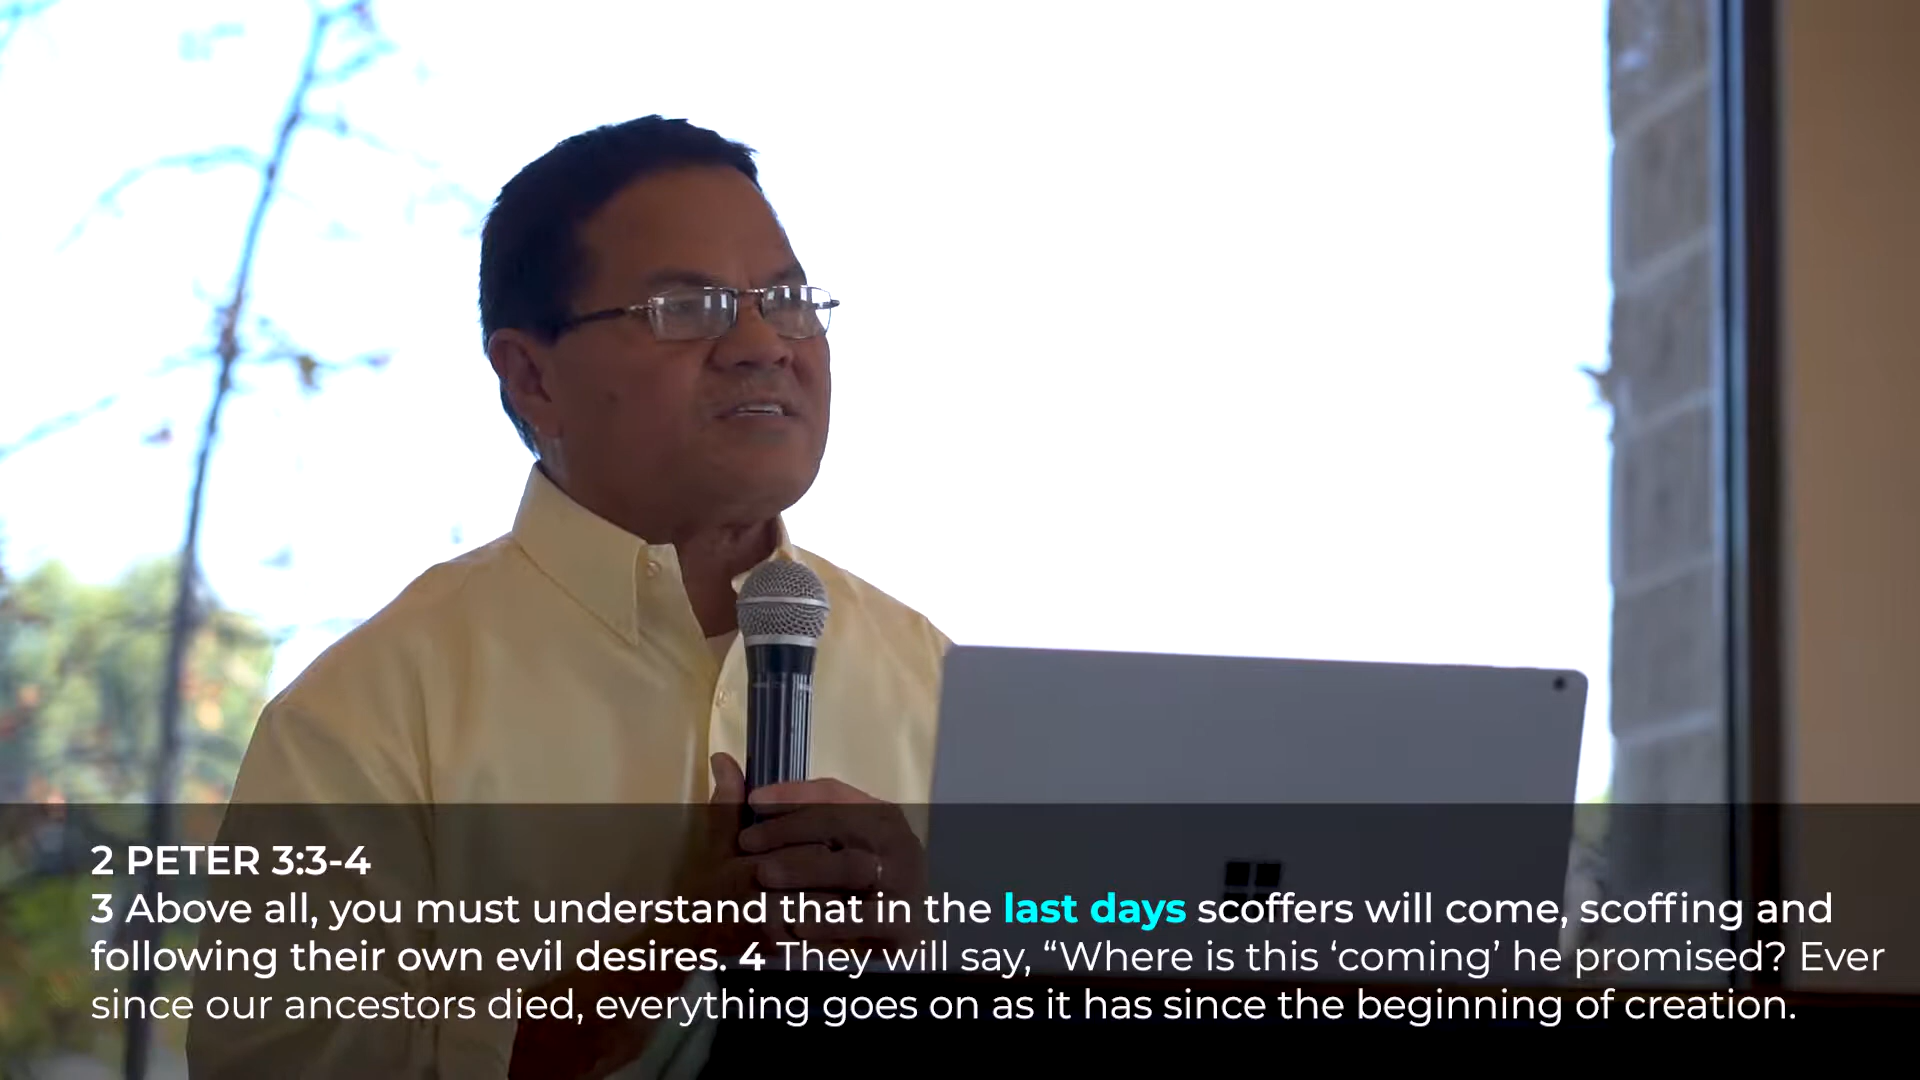 2 PETER 3:3-4
3 Above all, you must understand that in the last days scoffers will come, scoffing and
following their own evil desires. 4 They will say, “Where is this ‘coming’ he promised? Ever
since our ancestors died, everything goes on as it has since the beginning of creation.